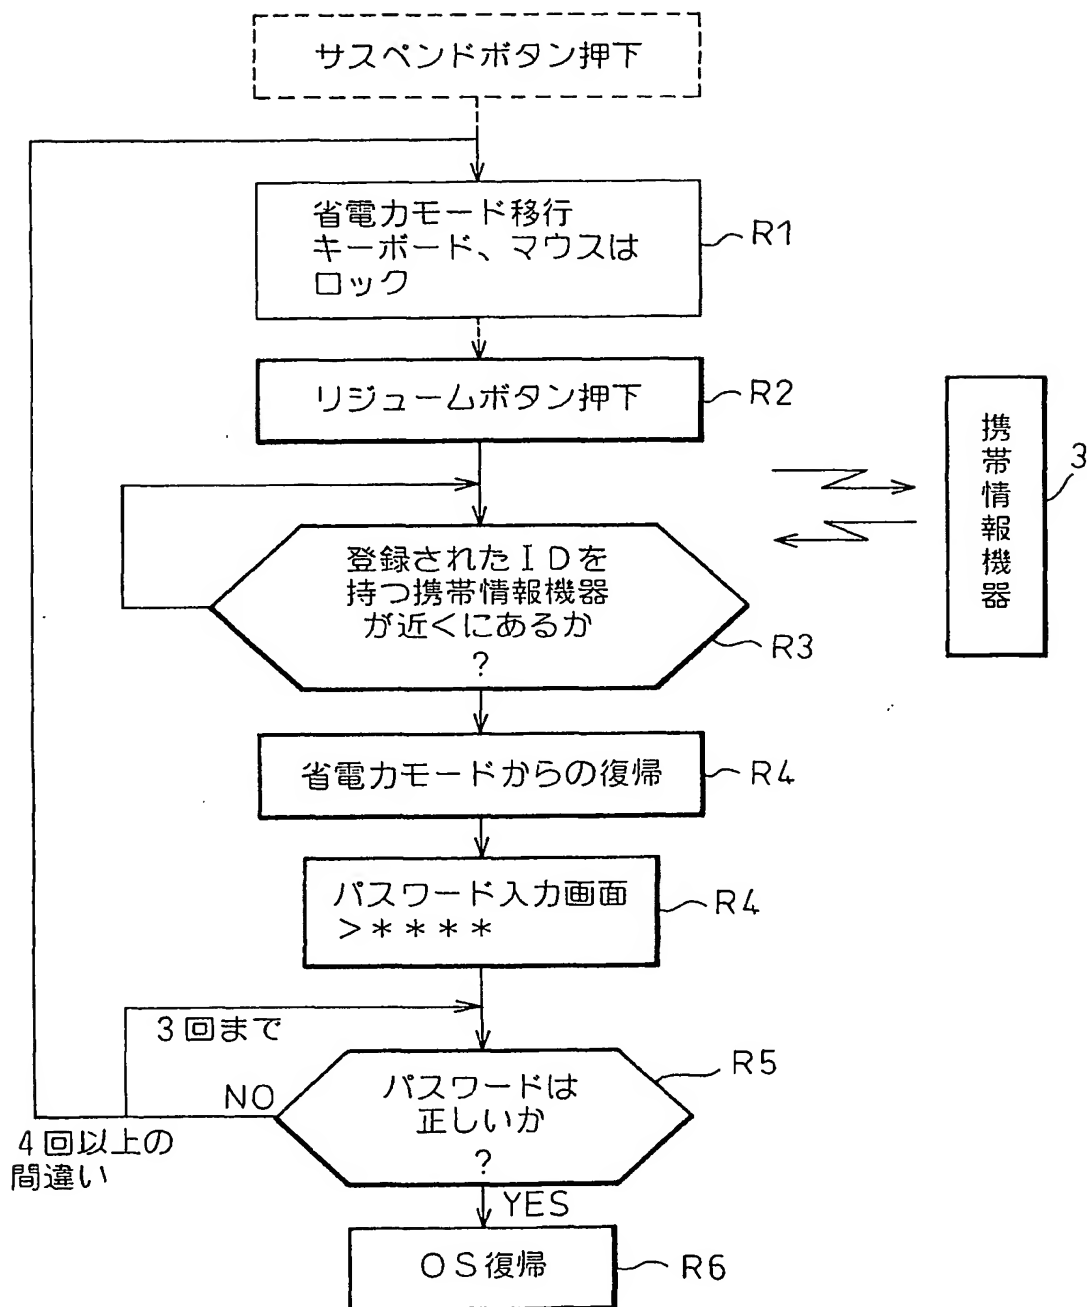 サスペンドボタン押下
省電力モード移行
キーボード、マウスは
ロック
R1
リジュームボタン押下
R2
携帯情報機器
3
登録されたIDを
持つ携帯情報機器
が近くにあるか
?
R3
省電力モードからの復帰
R4
パスワード入力画面
>****
R4
3回まで
パスワードは
正しいか
?
R5
NO
4回以上の
間違い
YES
OS復帰
R6